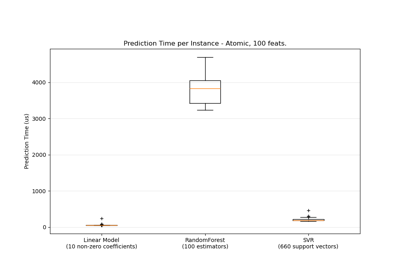 Prediction Time per Instance - Atomic, 100 feats.
Prediction Time (us)
4000
3000
2000
1000
0
Linear Model
(10 non-zero coefficients)
RandomForest
(100 estimators)
SVR
(660 support vectors)